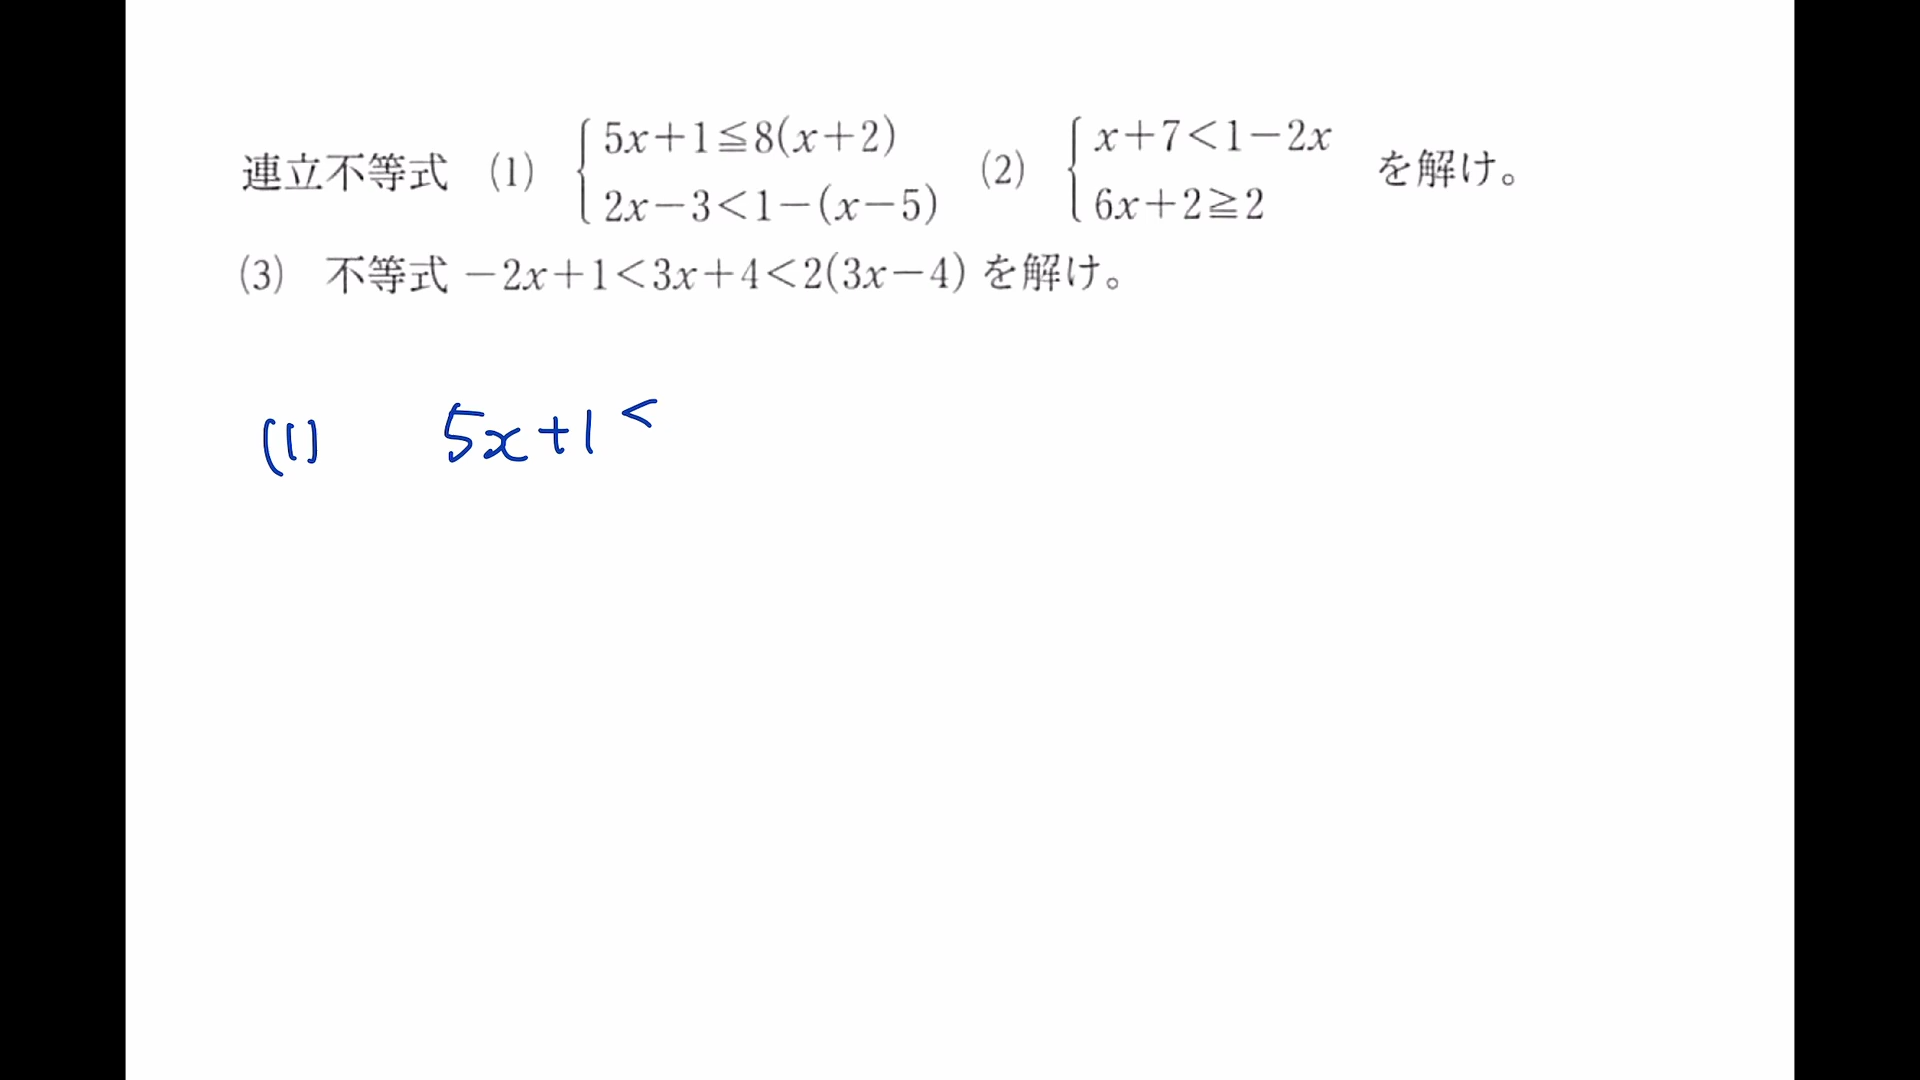 連立不等式 (1) { 5x+1≦8(x+2) (2) { x+7<1−2x を解け。
2x−3<1−(x−5) 6x+2≧2
(3) 不等式 −2x+1<3x+4<2(3x−4) を解け。
(1) 5x+1<